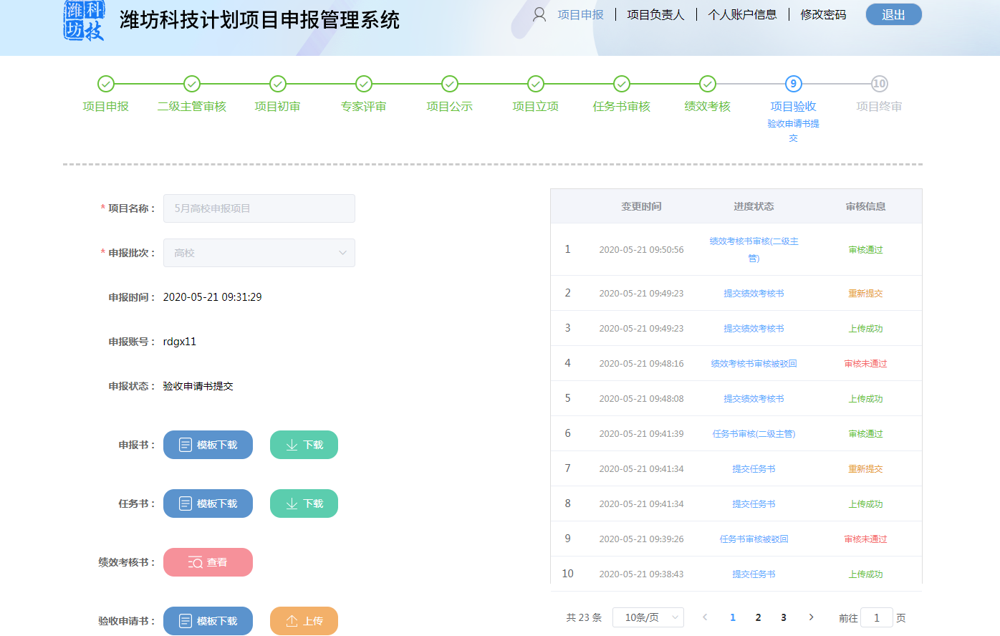 潍科
坊技
潍坊科技计划项目申报管理系统
项目申报 | 项目负责人 | 个人账户信息 | 修改密码 退出
9 10
项目申报 二级主管审核 项目初审 专家评审 项目公示 项目立项 任务书审核 绩效考核 项目验收 项目终审
验收申请书提
交
* 项目名称： 5月高校申报项目
* 申报批次： 高校
申报时间： 2020-05-21 09:31:29
申报账号： rdgx11
申报状态： 验收申请书提交
申报书： 模板下载 下载
任务书： 模板下载 下载
绩效考核书： 查看
验收申请书： 模板下载 上传
变更时间 进度状态 审核信息
1 2020-05-21 09:50:56 绩效考核书审核(二级主
管) 审核通过
2 2020-05-21 09:49:23 提交绩效考核书 重新提交
3 2020-05-21 09:49:23 提交绩效考核书 上传成功
4 2020-05-21 09:48:16 绩效考核书审核被驳回 审核未通过
5 2020-05-21 09:48:08 提交绩效考核书 上传成功
6 2020-05-21 09:41:39 任务书审核(二级主管) 审核通过
7 2020-05-21 09:41:34 提交任务书 重新提交
8 2020-05-21 09:41:34 提交任务书 上传成功
9 2020-05-21 09:39:26 任务书审核被驳回 审核未通过
10 2020-05-21 09:38:43 提交任务书 上传成功
共 23 条 10条/页 1 2 3 前往 1 页